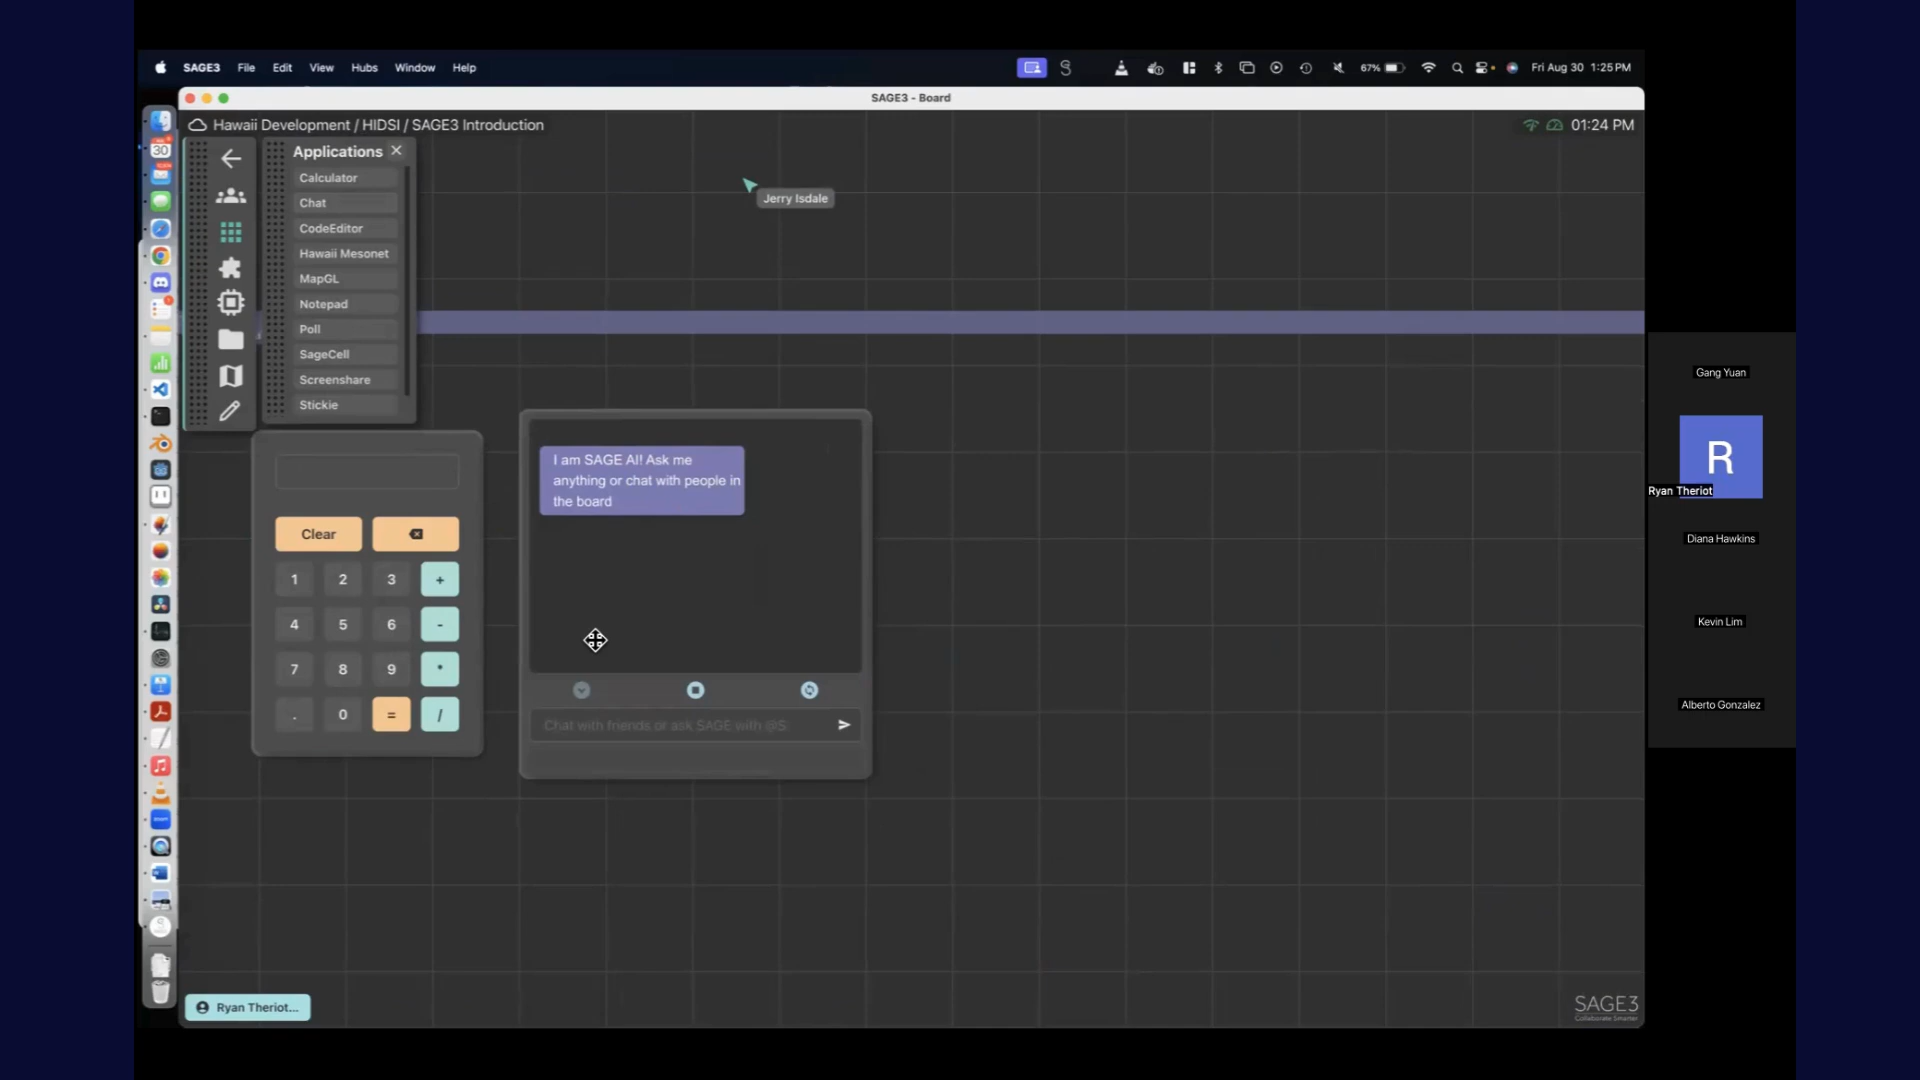 SAGE3 File Edit View Hubs Window Help
67% Fri Aug 30 1:25 PM
SAGE3 - Board
Hawaii Development / HIDSI / SAGE3 Introduction
01:24 PM
30
Applications
Calculator
Chat
CodeEditor
Hawaii Mesonet
MapGL
Notepad
Poll
SageCell
Screenshare
Stickie
Jerry Isdale
Clear
1 2 3 +
4 5 6 -
7 8 9 *
. 0 = /
I am SAGE AI! Ask me
anything or chat with people in
the board
Chat with friends or ask SAGE with @S
Ryan Theriot...
SAGE3
Gang Yuan
R
Ryan Theriot
Diana Hawkins
Kevin Lim
Alberto Gonzalez